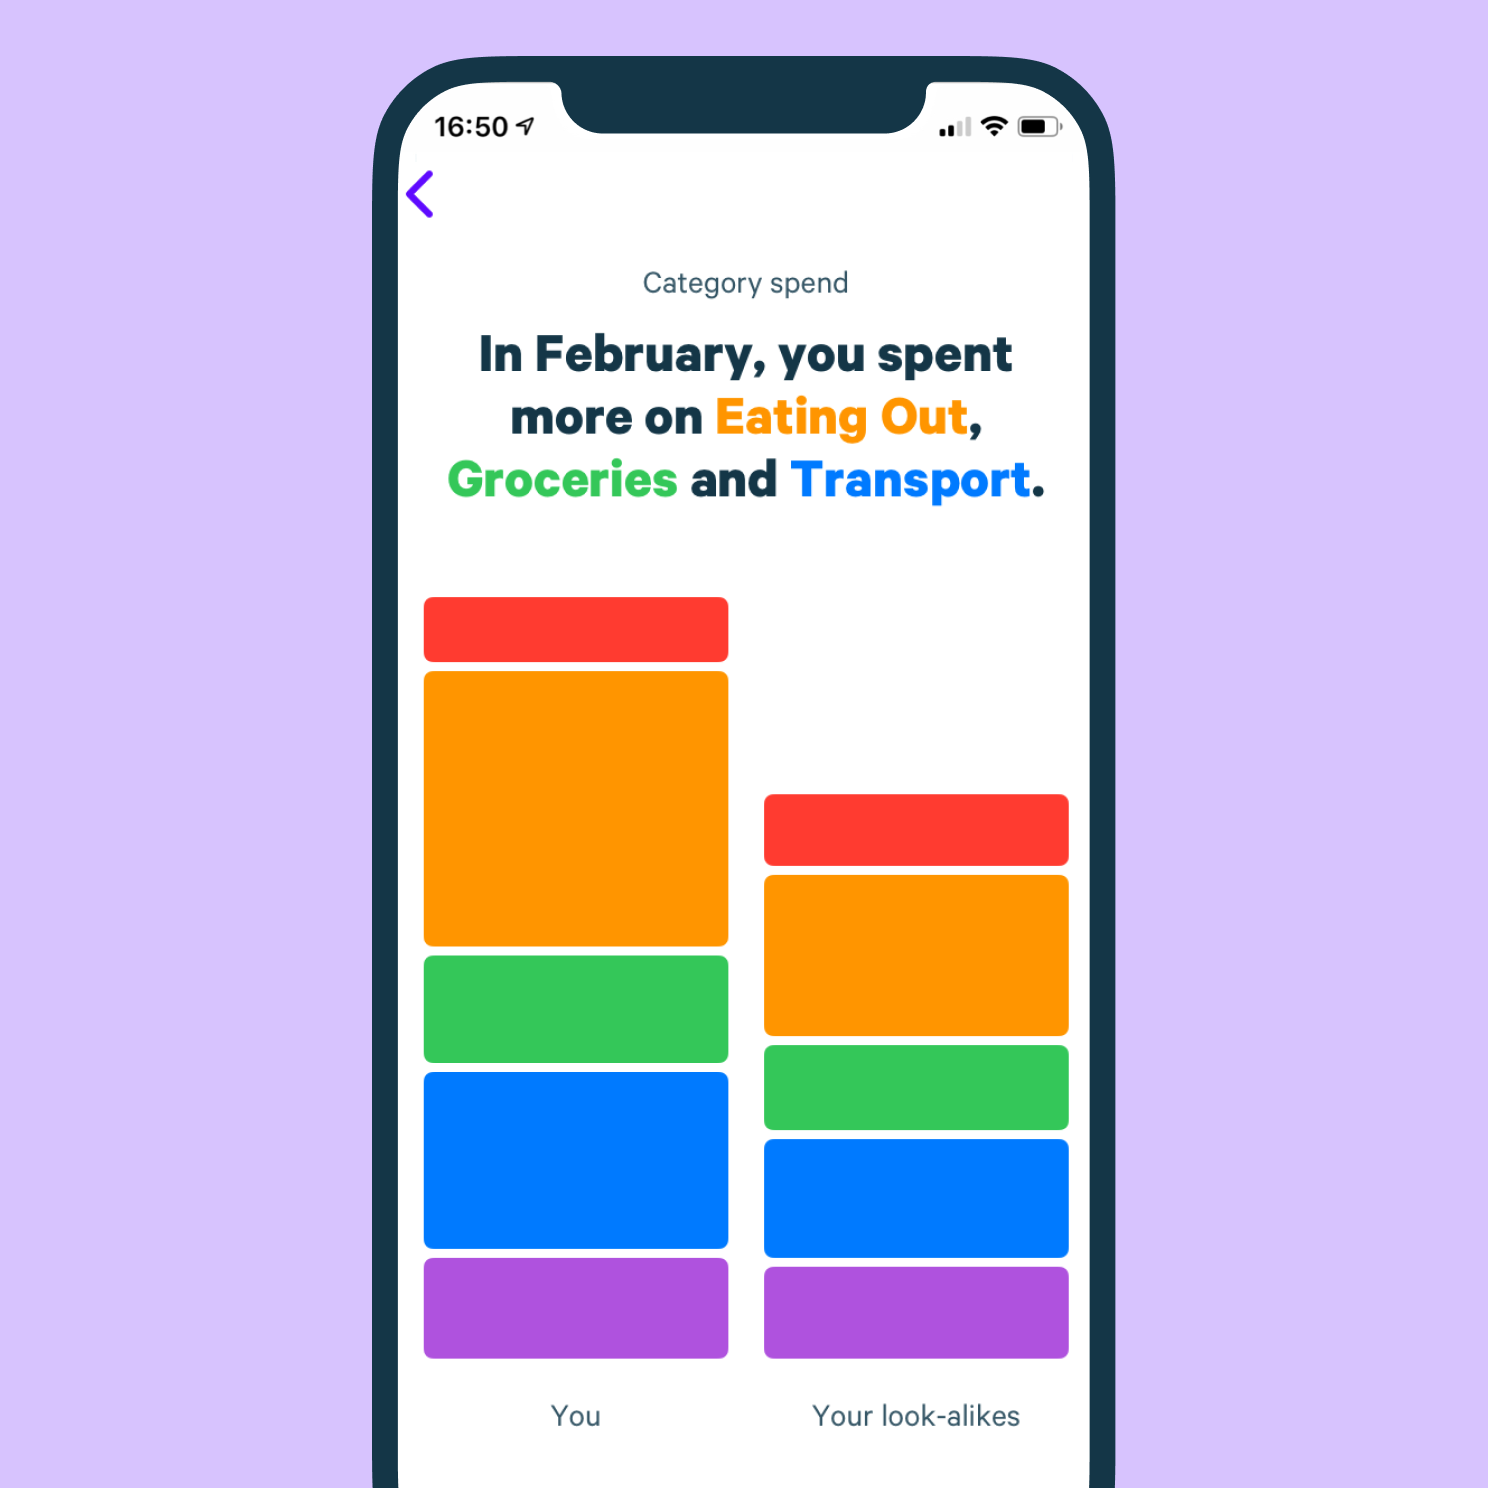 16:50
Category spend
In February, you spent
more on Eating Out,
Groceries and Transport.
You
Your look-alikes